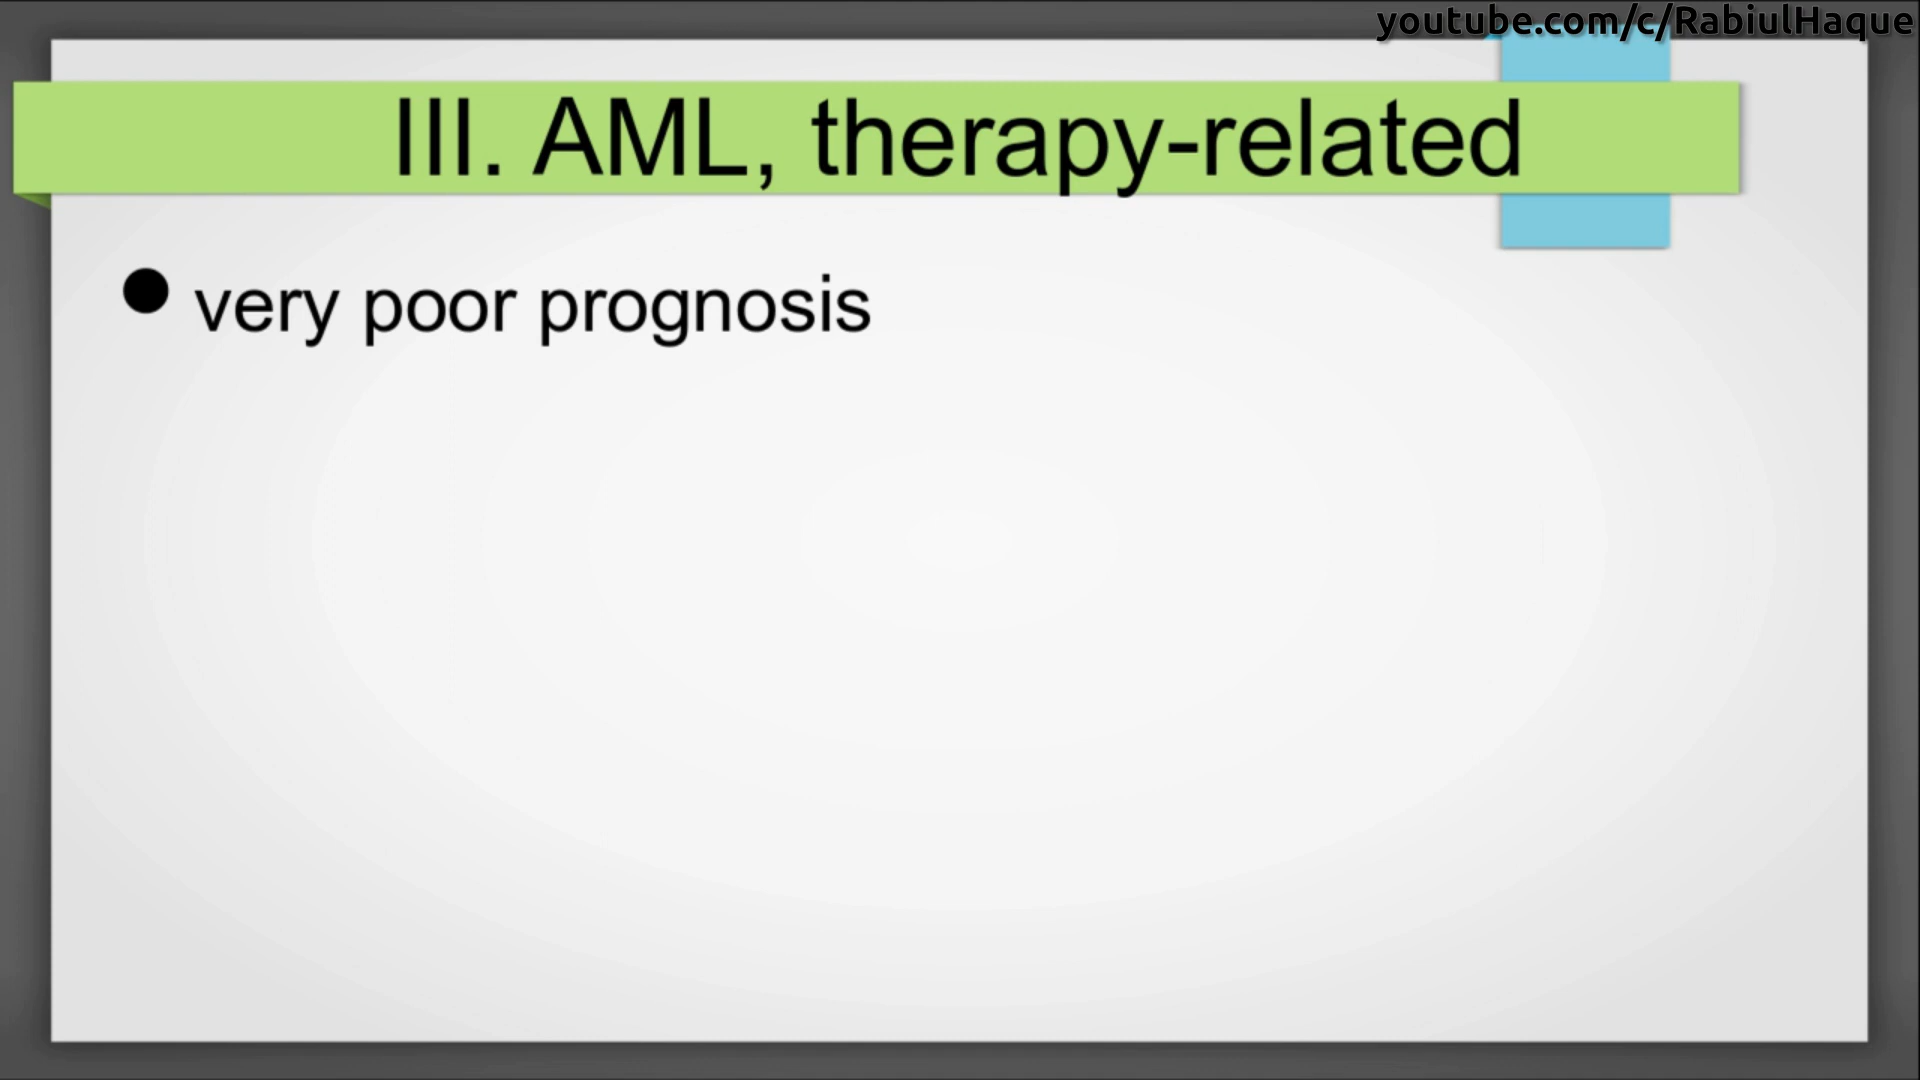 youtube.com/c/RabiulHaque
III. AML, therapy-related
● very poor prognosis